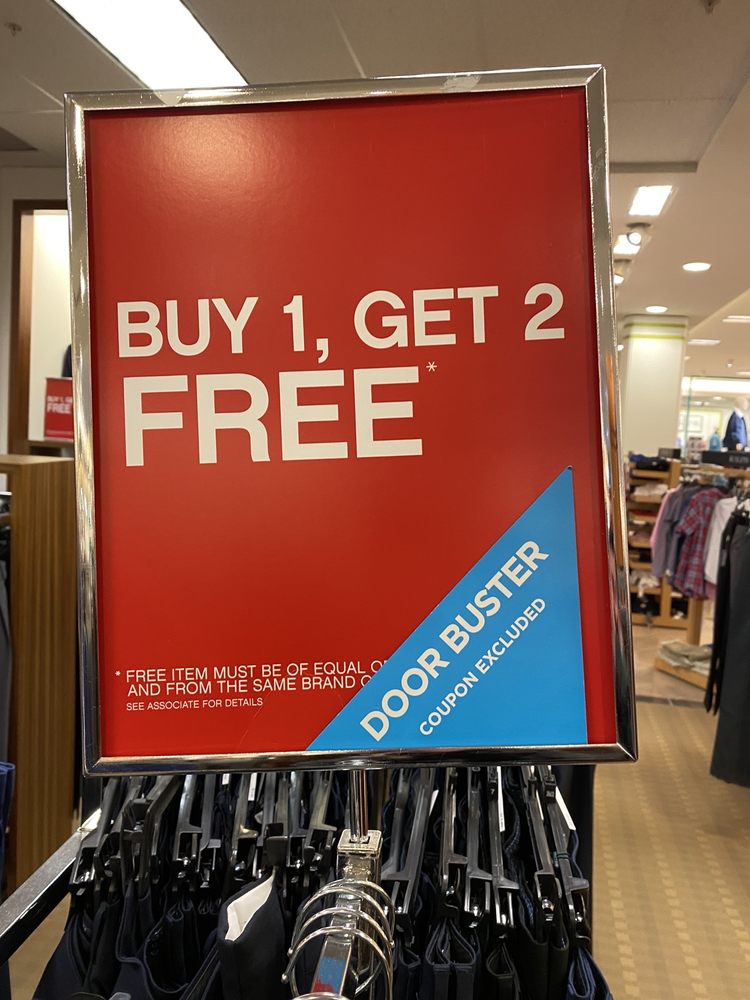 BUY 1, GET 2
FREE*
* FREE ITEM MUST BE OF EQUAL
AND FROM THE SAME BRAND
SEE ASSOCIATE FOR DETAILS
DOOR BUSTER
COUPON EXCLUDED
FREE